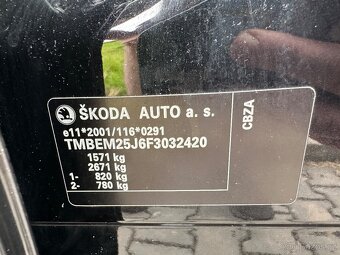 ŠKODA AUTO a. s.
e11*2001/116*0291
TMBEM25J6F3032420
1571 kg
2671 kg
1- 820 kg
2- 780 kg
CBZA